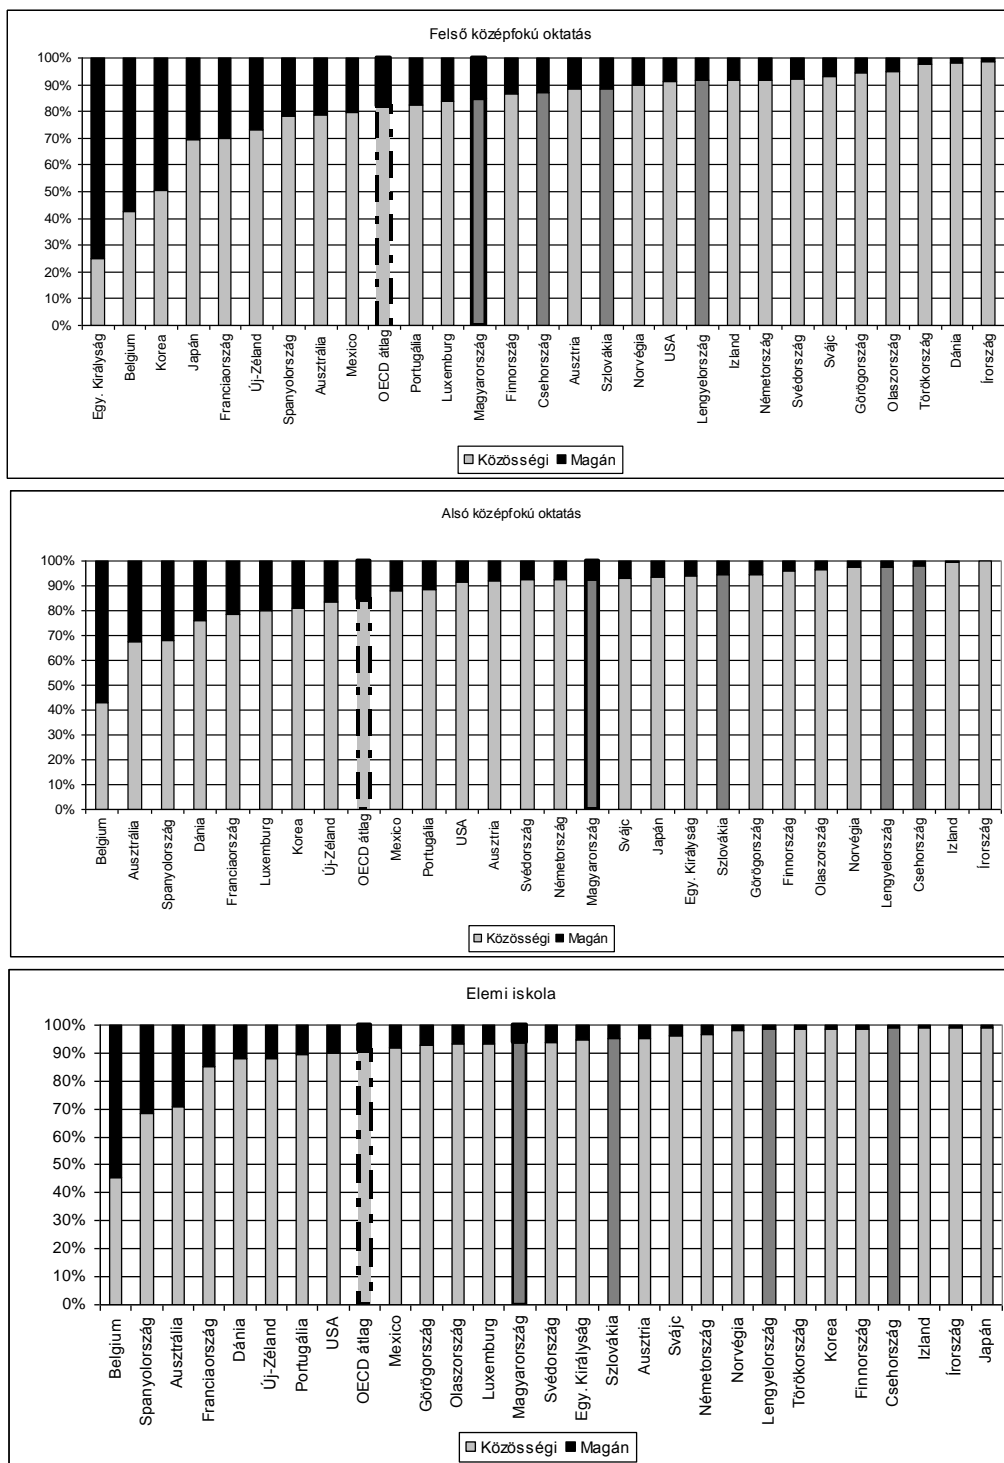 Felső középfokú oktatás
100%
90%
80%
70%
60%
50%
40%
30%
20%
10%
0%
Egy. Királyság
Belgium
Korea
Japán
Franciaország
Új-Zéland
Spanyolország
Ausztrália
Mexico
OECD átlag
Portugália
Luxemburg
Magyarország
Finnország
Csehország
Ausztria
Szlovákia
Norvégia
USA
Lengyelország
Izland
Németország
Svédország
Svájc
Görögország
Olaszország
Törökország
Dánia
Írország
Közösségi Magán
Alsó középfokú oktatás
100%
90%
80%
70%
60%
50%
40%
30%
20%
10%
0%
Belgium
Ausztrália
Spanyolország
Dánia
Franciaország
Luxemburg
Korea
Új-Zéland
OECD átlag
Mexico
Portugália
USA
Ausztria
Svédország
Németország
Magyarország
Svájc
Japán
Egy. Királyság
Szlovákia
Görögország
Finnország
Olaszország
Norvégia
Lengyelország
Csehország
Izland
Írország
Közösségi Magán
Elemi iskola
100%
90%
80%
70%
60%
50%
40%
30%
20%
10%
0%
Belgium
Spanyolország
Ausztrália
Franciaország
Dánia
Új-Zéland
Portugália
USA
OECD átlag
Mexico
Görögország
Olaszország
Luxemburg
Magyarország
Svédország
Egy. Királyság
Szlovákia
Ausztria
Svájc
Németország
Norvégia
Lengyelország
Törökország
Korea
Finnország
Csehország
Izland
Írország
Japán
Közösségi Magán